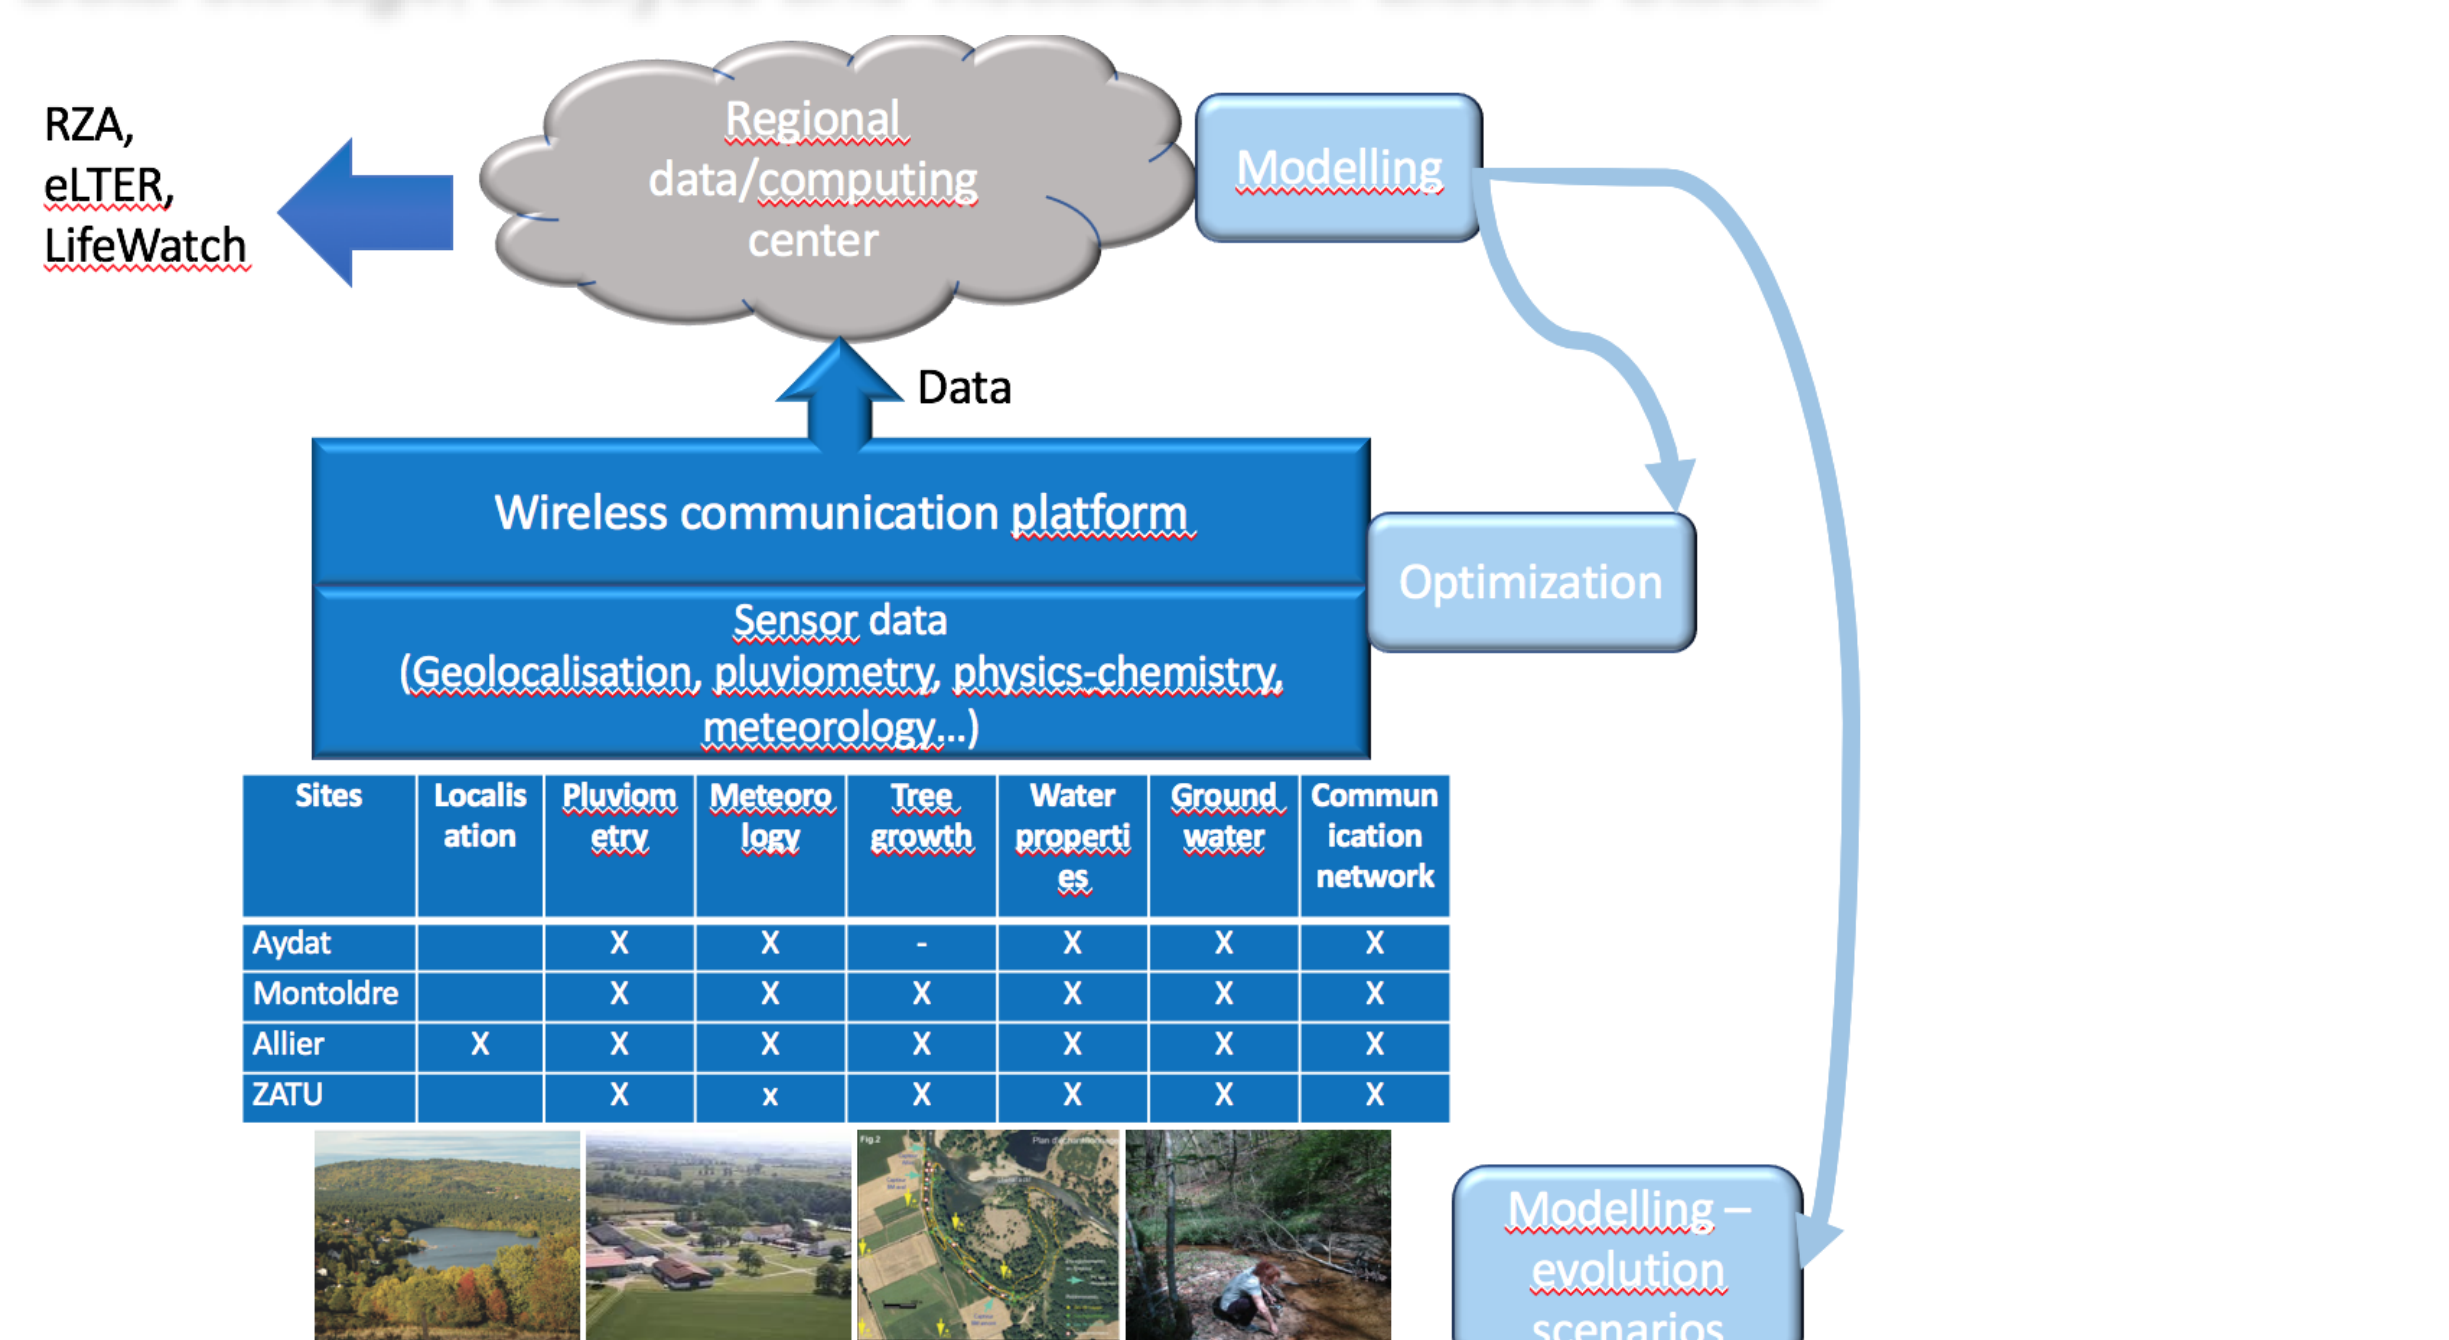 RZA,
eLTER,
LifeWatch
Regional
data/computing
center
Modelling
Data
Wireless communication platform
Optimization
Sensor data
(Geolocalisation, pluviometry, physics-chemistry,
meteorology...)
Sites Localis Pluviom Meteoro Tree Water Ground Commun
ation etry logy growth properti water ication
es network
Aydat X X - X X X
Montoldre X X X X X X
Allier X X X X X X X
ZATU X x X X X X
Fig.2
Modelling –
evolution
scenarios